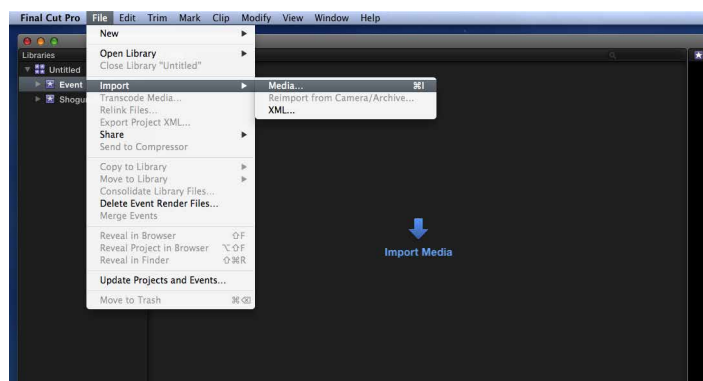 Final Cut Pro File Edit Trim Mark Clip Modify View Window Help
Libraries
Untitled
Event
New
Open Library
Close Library "Untitled"
Import
Transcode Media...
Relink Files...
Export Project XML...
Share
Send to Compressor
Copy to Library
Move to Library
Consolidate Library Files...
Delete Event Render Files...
Merge Events
Reveal in Browser ⇧F
Reveal Project in Browser ⌥⇧F
Reveal in Finder ⇧⌘R
Update Projects and Events...
Move to Trash ⌘⌫
Media... ⌘I
Reimport from Camera/Archive...
XML...
Import Media